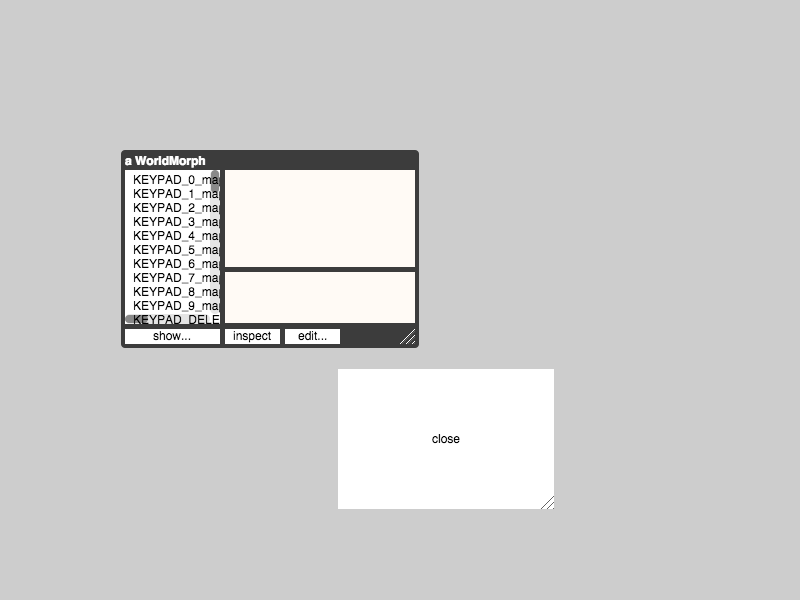 a WorldMorph
KEYPAD_0_ma
KEYPAD_1_ma
KEYPAD_2_ma
KEYPAD_3_ma
KEYPAD_4_ma
KEYPAD_5_ma
KEYPAD_6_ma
KEYPAD_7_ma
KEYPAD_8_ma
KEYPAD_9_ma
KEYPAD_DELE
show... inspect edit...
close